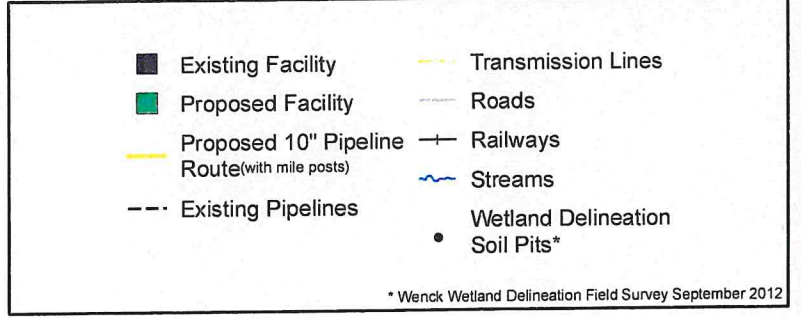 Existing Facility
Proposed Facility
Proposed 10" Pipeline
Route(with mile posts)
Existing Pipelines
Transmission Lines
Roads
Railways
Streams
Wetland Delineation
Soil Pits*
* Wenck Wetland Delineation Field Survey September 2012